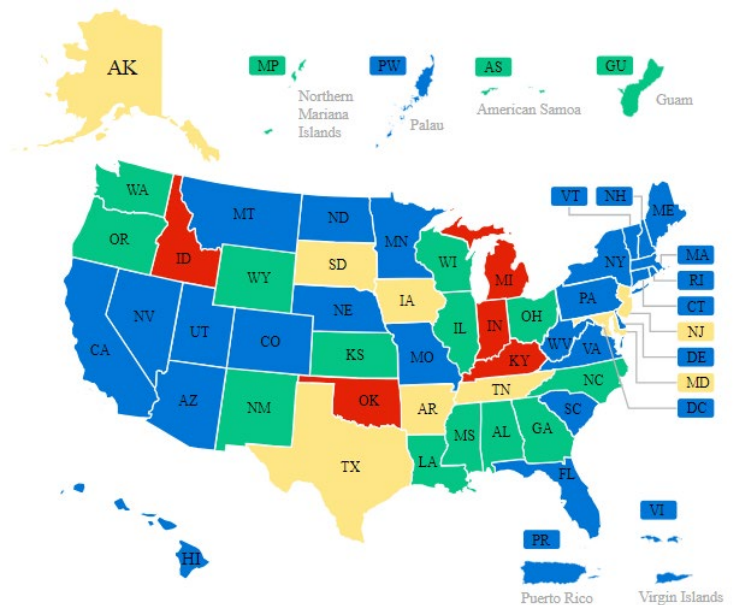 AK
MP
PW
AS
GU
Northern
Mariana
Islands
Palau
American Samoa
Guam
WA
OR
ID
MT
WY
ND
SD
NE
MN
IA
WI
MI
VT
NH
ME
NY
MA
RI
CT
PA
NJ
DE
MD
DC
CA
NV
UT
CO
AZ
NM
KS
OK
TX
MO
AR
LA
IL
IN
OH
KY
WV
VA
TN
NC
SC
MS
AL
GA
FL
HI
PR
VI
Puerto Rico
Virgin Islands